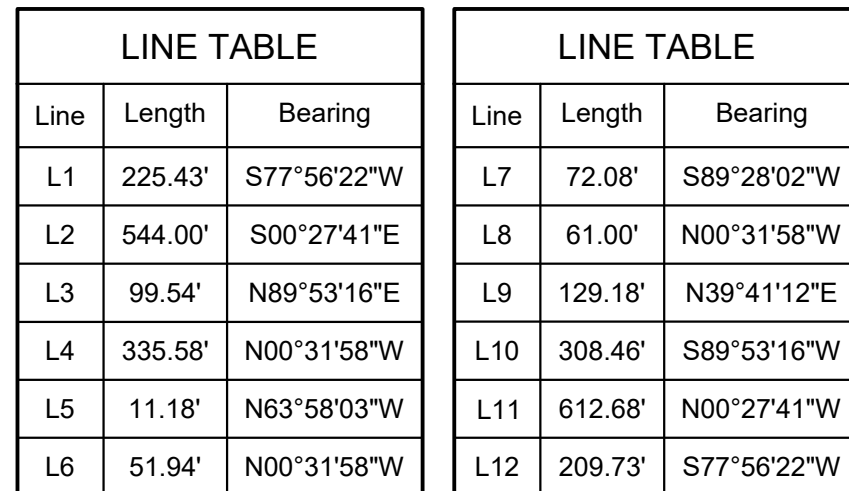 LINE TABLE
Line Length Bearing
L1 225.43' S77°56'22"W
L2 544.00' S00°27'41"E
L3 99.54' N89°53'16"E
L4 335.58' N00°31'58"W
L5 11.18' N63°58'03"W
L6 51.94' N00°31'58"W
LINE TABLE
Line Length Bearing
L7 72.08' S89°28'02"W
L8 61.00' N00°31'58"W
L9 129.18' N39°41'12"E
L10 308.46' S89°53'16"W
L11 612.68' N00°27'41"W
L12 209.73' S77°56'22"W